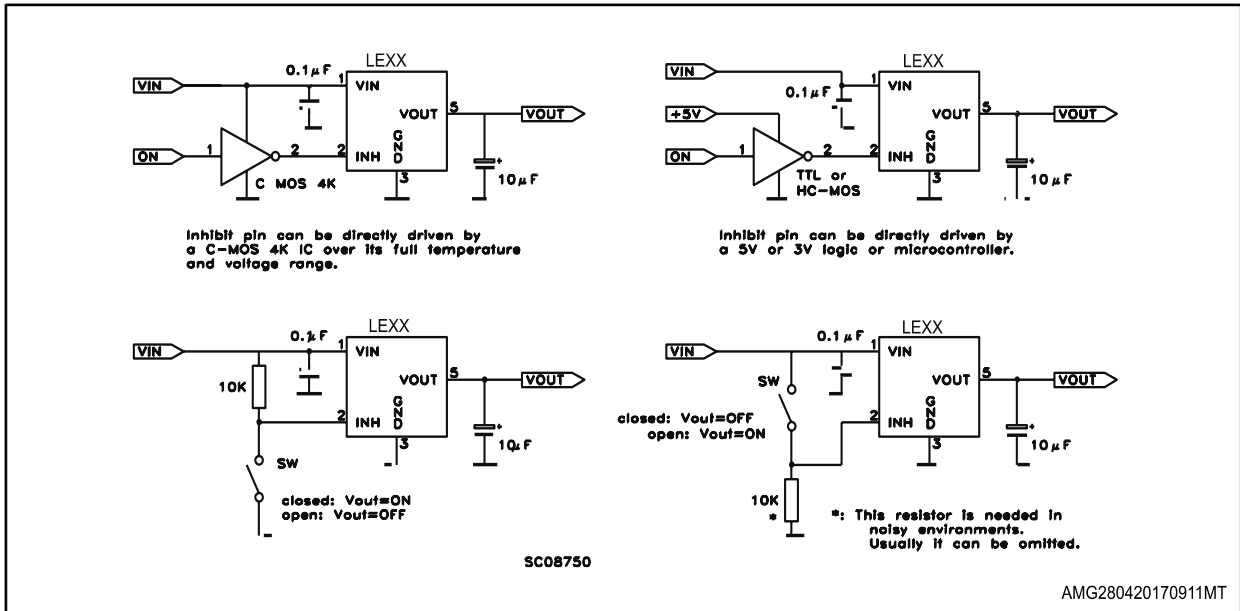 LEXX
VIN
0.1µF
1
VIN
VOUT
5
VOUT
ON
1
2
2
INH
GND
3
C MOS 4K
+
10µF
Inhibit pin can be directly driven by
a C-MOS 4K IC over its full temperature
and voltage range.
LEXX
VIN
0.1µF
1
VIN
+5V
VOUT
5
VOUT
ON
1
2
2
INH
GND
3
TTL or
HC-MOS
+
10µF
Inhibit pin can be directly driven by
a 5V or 3V logic or microcontroller.
LEXX
VIN
0.1µF
1
VIN
10K
VOUT
5
VOUT
2
INH
GND
3
+
10µF
SW
closed: Vout=ON
open: Vout=OFF
LEXX
VIN
0.1µF
1
VIN
SW
VOUT
5
VOUT
closed: Vout=OFF
open: Vout=ON
2
INH
GND
3
+
10µF
10K
*
*: This resistor is needed in
noisy environments.
Usually it can be omitted.
SC08750
AMG280420170911MT